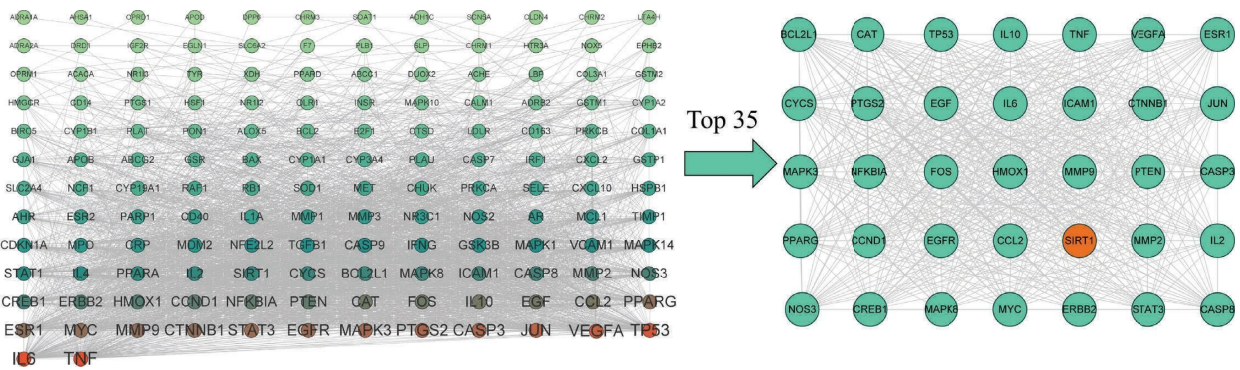 ADRA1A AHSA1 OPRD1 APOD DPP6 CHRM3 SOAT1 ADH1C SCN5A CLDN4 CHRM2 LTA4H
ADRA2A DRD1 IGF2R EGLN1 SLC6A2 F7 PLB1 SLPI CHRM1 HTR3A NOX5 EPHB2
OPRM1 ACACA NR1I3 TYR XDH PPARD ABCC1 DUOX2 ACHE LBP COL3A1 GSTM2
HMGCR CD14 PTGS1 HSF1 NR1I2 OLR1 INSR MAPK10 CALM1 ADRB2 GSTM1 CYP1A2
BIRC5 CYP1B1 PLAT PON1 ALOX5 BCL2 E2F1 CTSD LDLR CD163 PRKCB COL1A1
GJA1 APOB ABCG2 GSR BAX CYP1A1 CYP3A4 PLAU CASP7 IRF1 CXCL2 GSTP1
SLC2A4 NCF1 CYP19A1 RAF1 RB1 SOD1 MET CHUK PRKCA SELE CXCL10 HSPB1
AHR ESR2 PARP1 CD40 IL1A MMP1 MMP3 NR3C1 NOS2 AR MCL1 TIMP1
CDKN1A MPO CRP MDM2 NFE2L2 TGFB1 CASP9 IFNG GSK3B MAPK1 VCAM1 MAPK14
STAT1 IL4 PPARA IL2 SIRT1 CYCS BCL2L1 MAPK8 ICAM1 CASP8 MMP2 NOS3
CREB1 ERBB2 HMOX1 CCND1 NFKBIA PTEN CAT FOS IL10 EGF CCL2 PPARG
ESR1 MYC MMP9 CTNNB1 STAT3 EGFR MAPK3 PTGS2 CASP3 JUN VEGFA TP53
IL6 TNF
Top 35
BCL2L1 CAT TP53 IL10 TNF VEGFA ESR1
CYCS PTGS2 EGF IL6 ICAM1 CTNNB1 JUN
MAPK3 NFKBIA FOS HMOX1 MMP9 PTEN CASP3
PPARG CCND1 EGFR CCL2 SIRT1 MMP2 IL2
NOS3 CREB1 MAPK8 MYC ERBB2 STAT3 CASP8